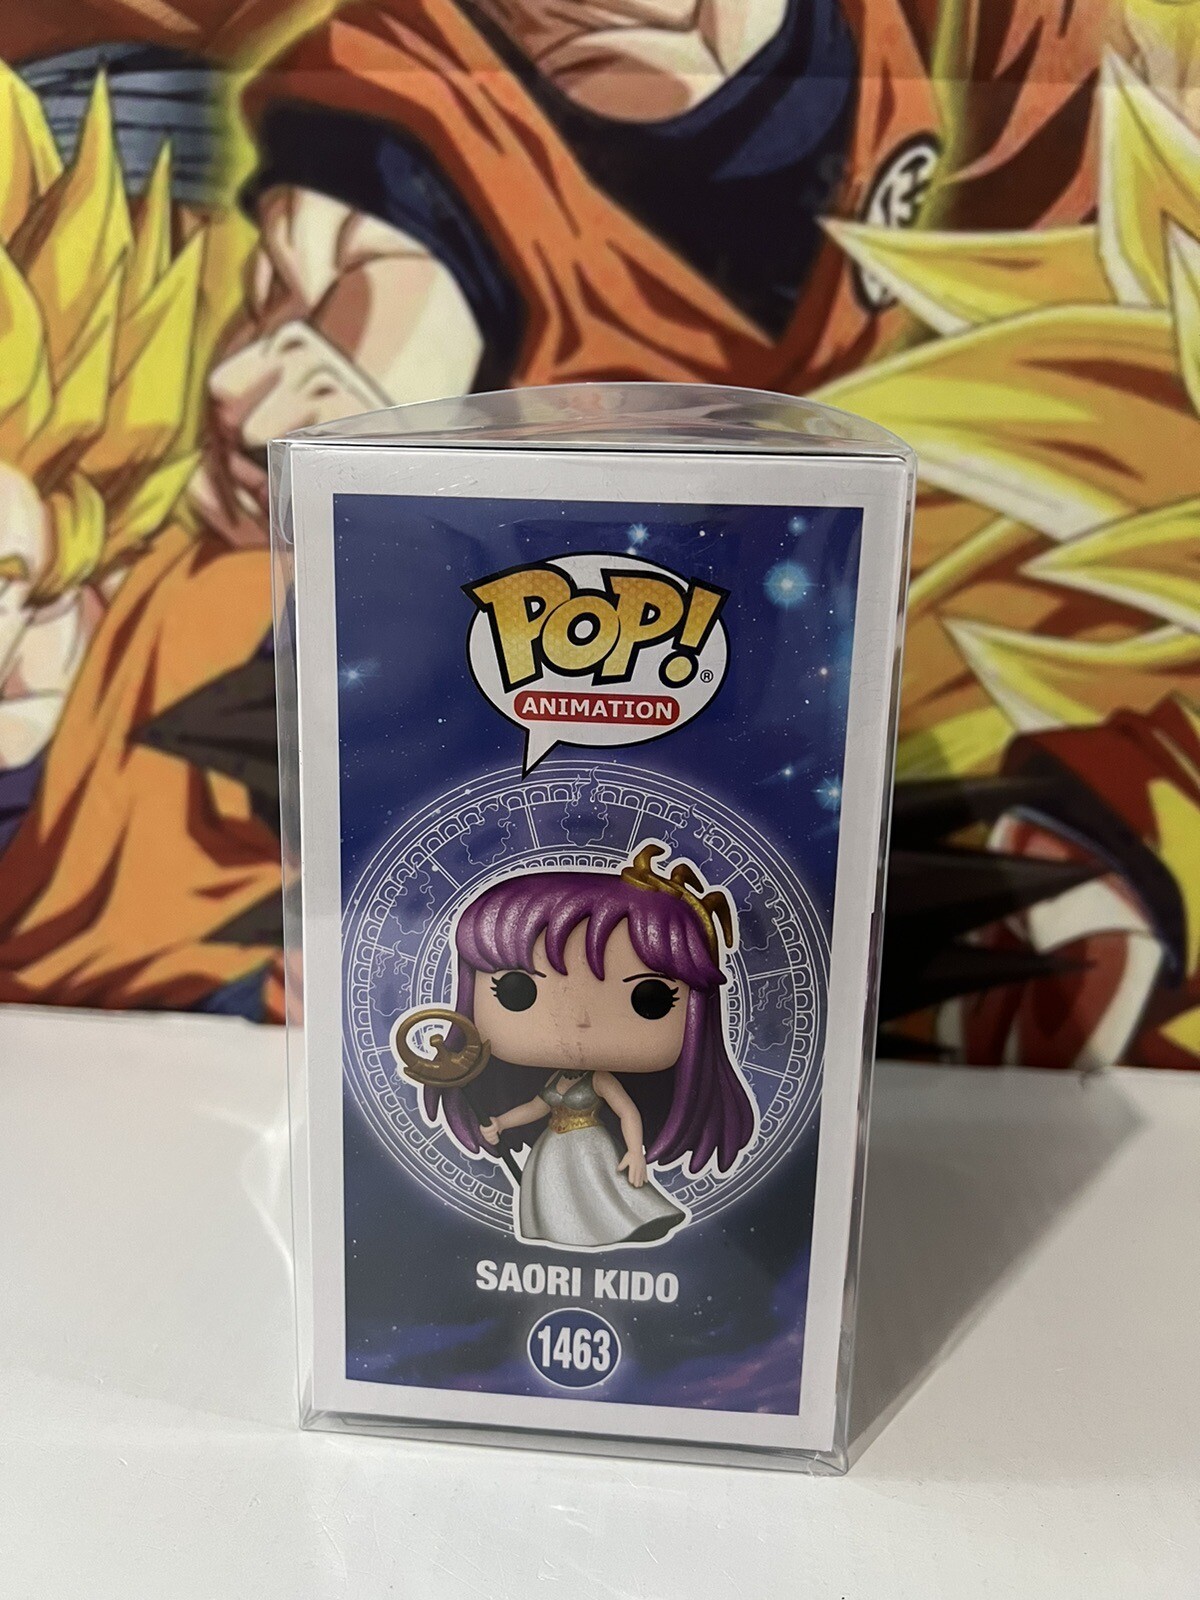 POP!®
ANIMATION
SAORI KIDO
1463